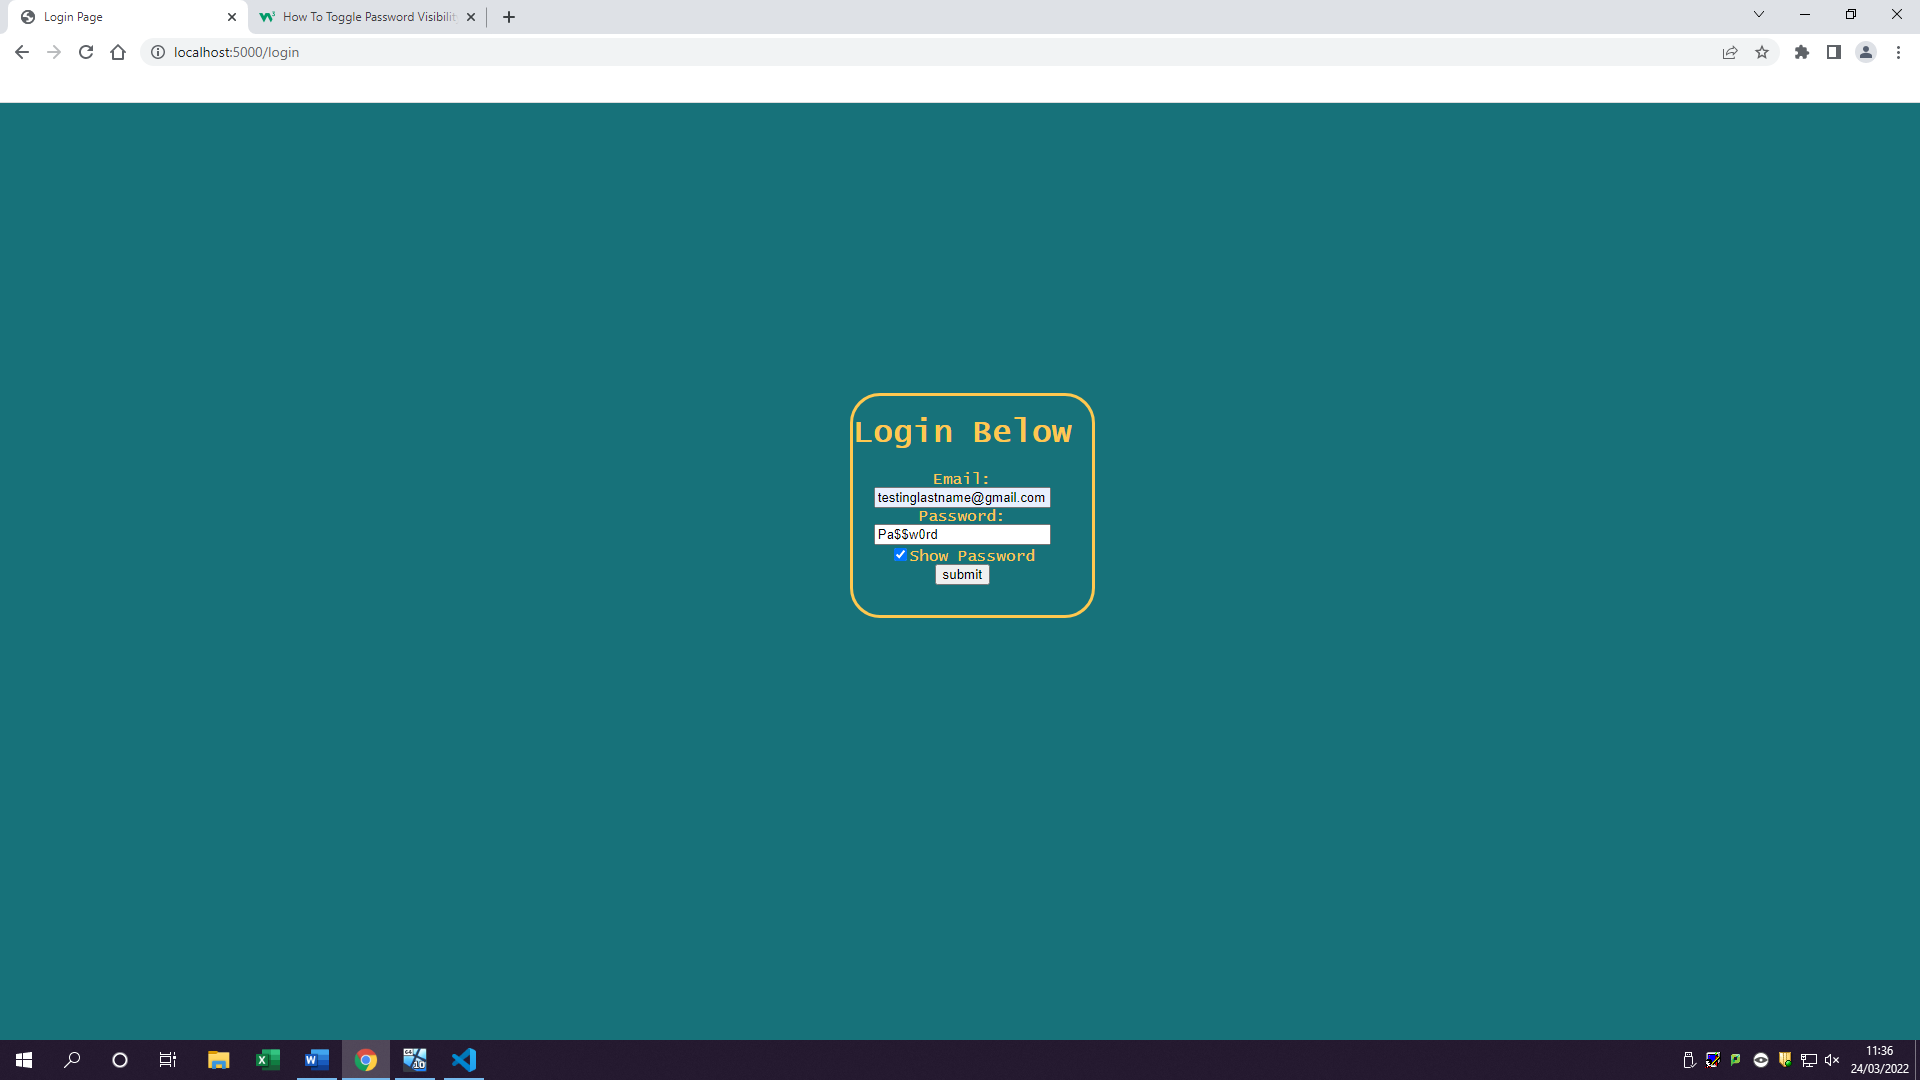 Login Page
How To Toggle Password Visibilit
localhost:5000/login
Login Below
Email:
testinglastname@gmail.com
Password:
Pa$$w0rd
Show Password
submit
11:36
24/03/2022